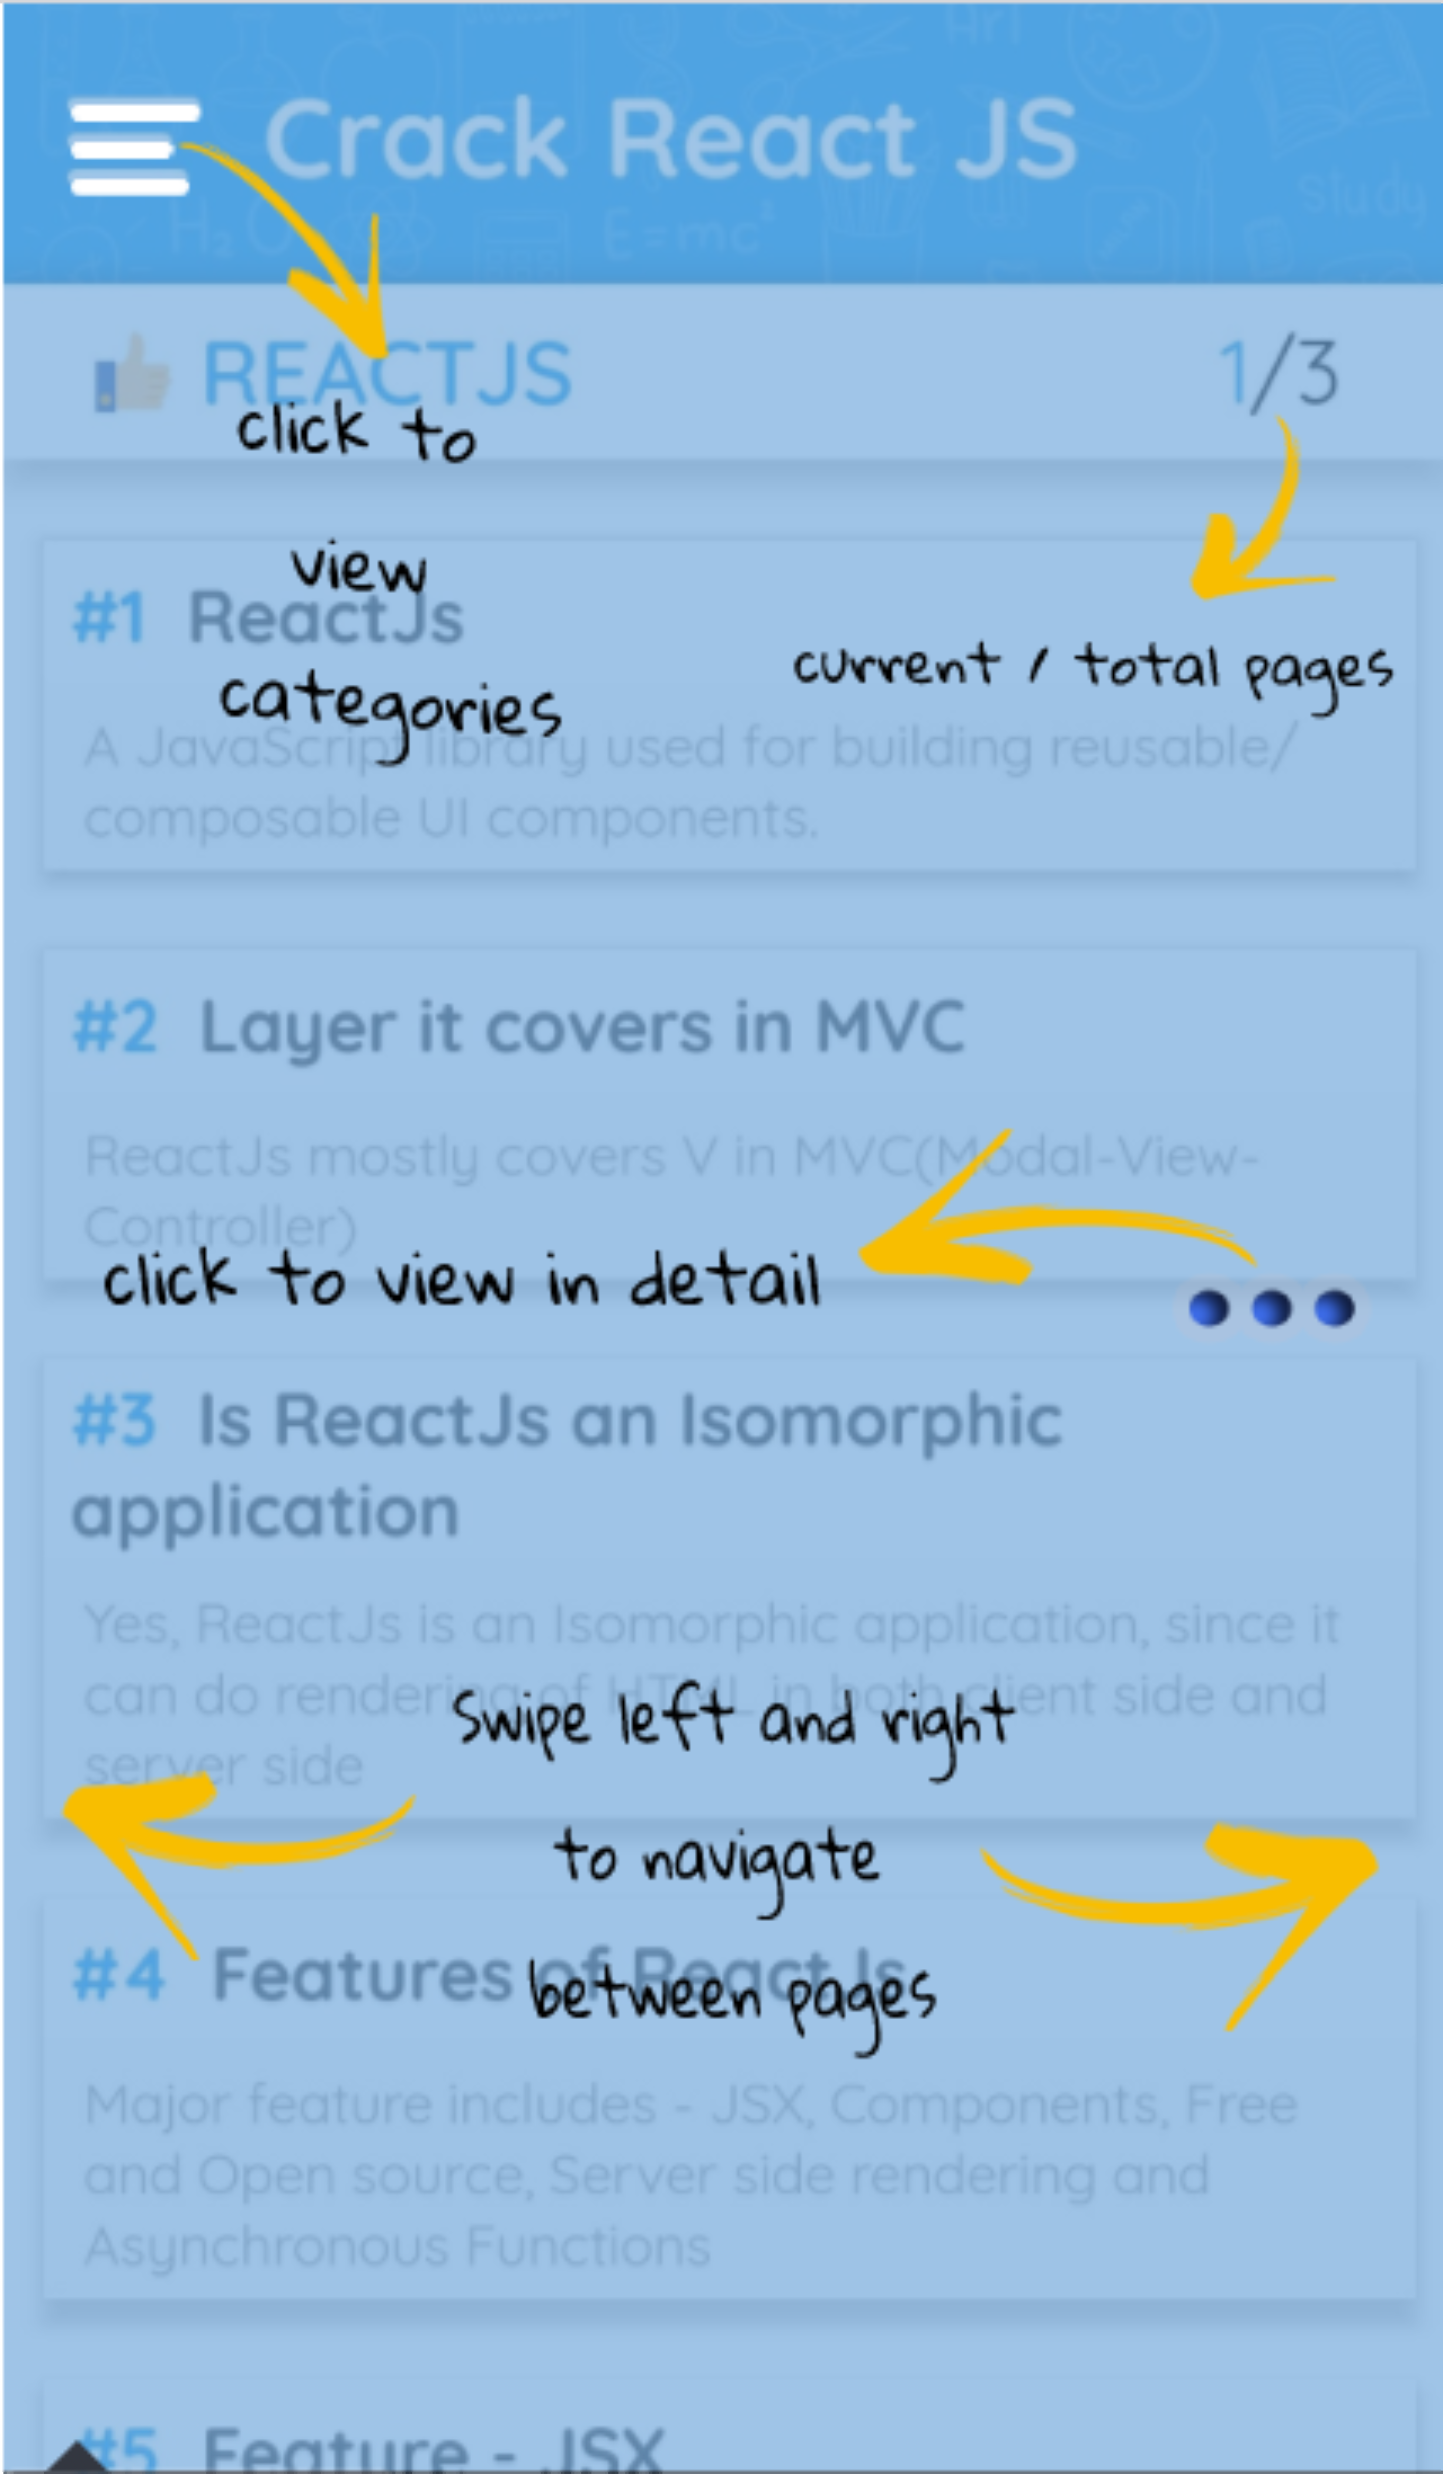 Crack React JS
REACTJS
1/3
click to
view
categories
current / total pages
#1 ReactJs
A JavaScript library used for building reusable/
composable UI components.
#2 Layer it covers in MVC
ReactJs mostly covers V in MVC(Modal-View-
Controller)
click to view in detail
#3 Is ReactJs an Isomorphic
application
Yes, ReactJs is an Isomorphic application, since it
can do rendering of HTML in both client side and
server side
Swipe left and right
to navigate
between pages
#4 Features of ReactJs
Major feature includes - JSX, Components, Free
and Open source, Server side rendering and
Asynchronous Functions
#5 Feature - JSX
Art
H₂O
E=mc²
Study